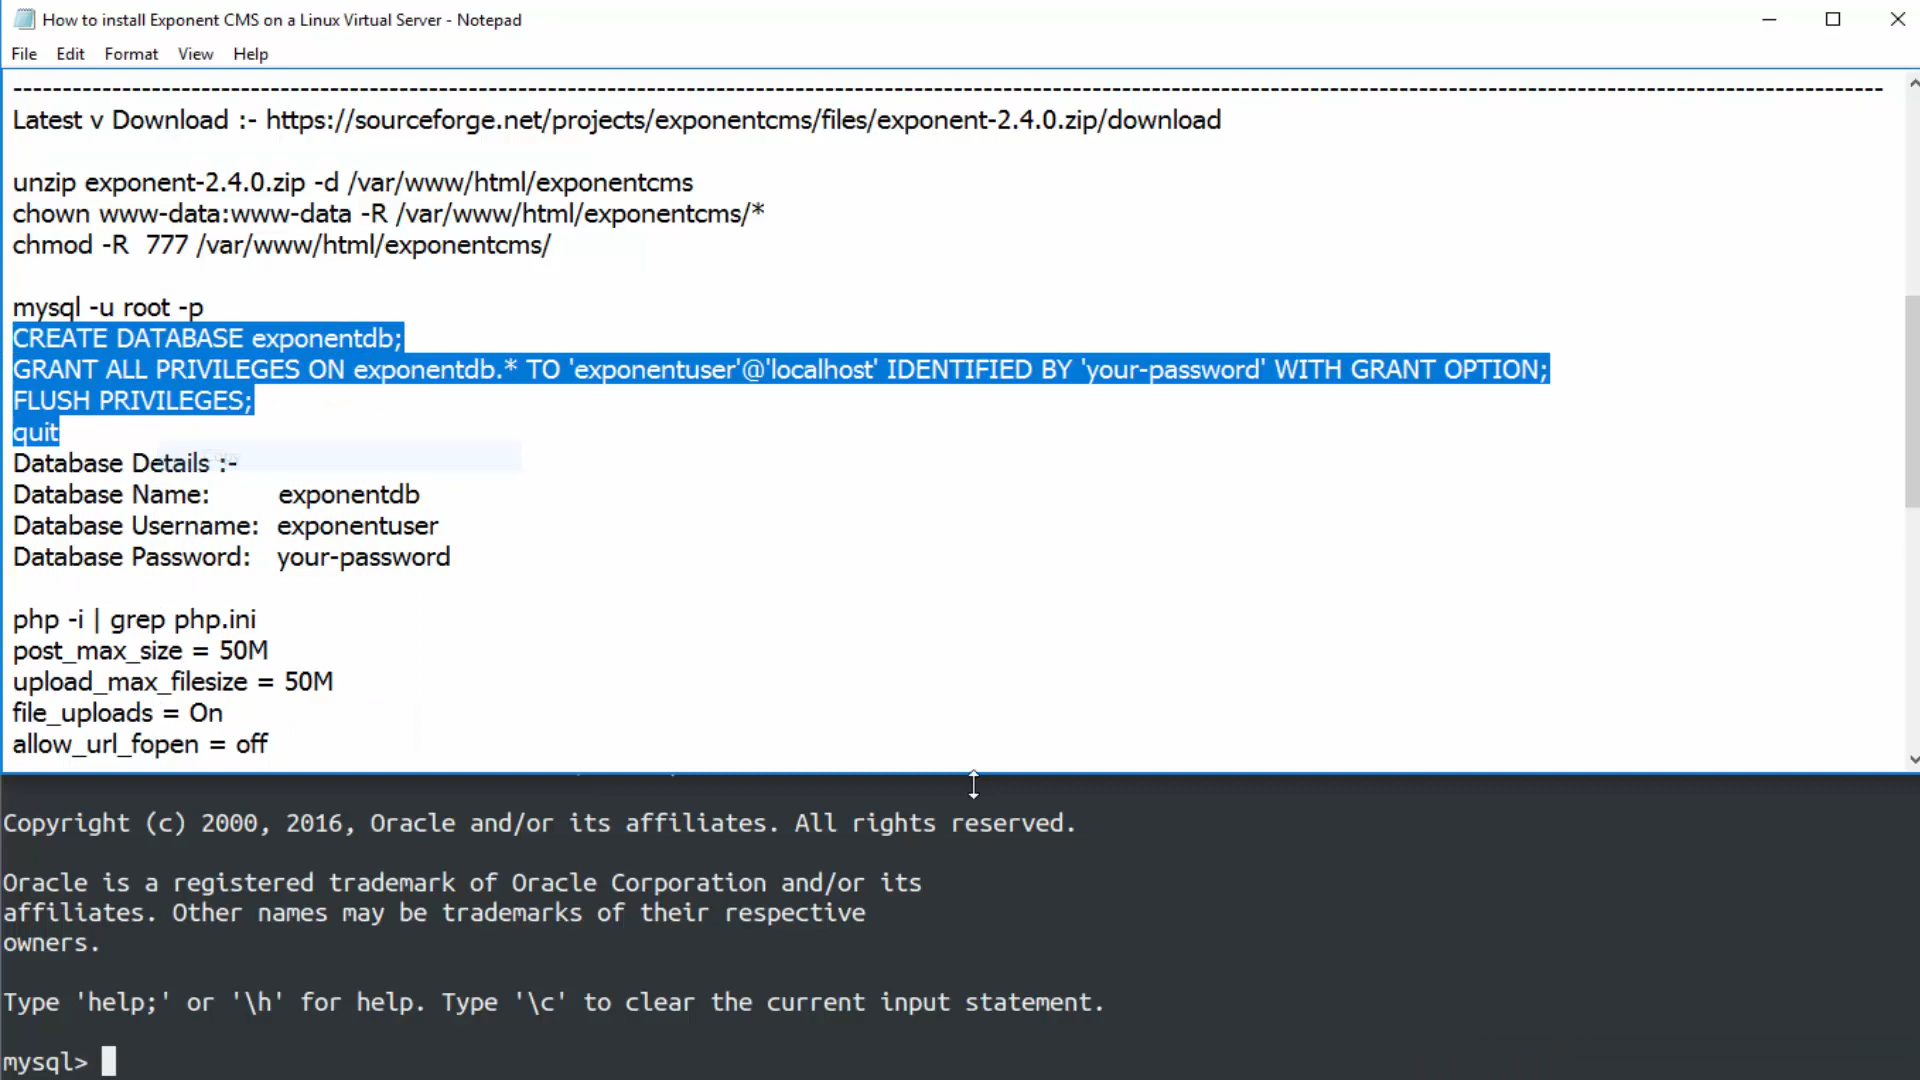 How to install Exponent CMS on a Linux Virtual Server - Notepad
File Edit Format View Help
--------------------------------------------------------------------------------------------------------------------------------------------------------------------------------------------
Latest v Download :- https://sourceforge.net/projects/exponentcms/files/exponent-2.4.0.zip/download
unzip exponent-2.4.0.zip -d /var/www/html/exponentcms
chown www-data:www-data -R /var/www/html/exponentcms/*
chmod -R  777 /var/www/html/exponentcms/
mysql -u root -p
CREATE DATABASE exponentdb;
GRANT ALL PRIVILEGES ON exponentdb.* TO 'exponentuser'@'localhost' IDENTIFIED BY 'your-password' WITH GRANT OPTION;
FLUSH PRIVILEGES;
quit
Copy
Database Details :-
Database Name: exponentdb
Database Username: exponentuser
Database Password: your-password
php -i | grep php.ini
post_max_size = 50M
upload_max_filesize = 50M
file_uploads = On
allow_url_fopen = off
Copyright (c) 2000, 2016, Oracle and/or its affiliates. All rights reserved.
Oracle is a registered trademark of Oracle Corporation and/or its
affiliates. Other names may be trademarks of their respective
owners.
Type 'help;' or '\h' for help. Type '\c' to clear the current input statement.
mysql>